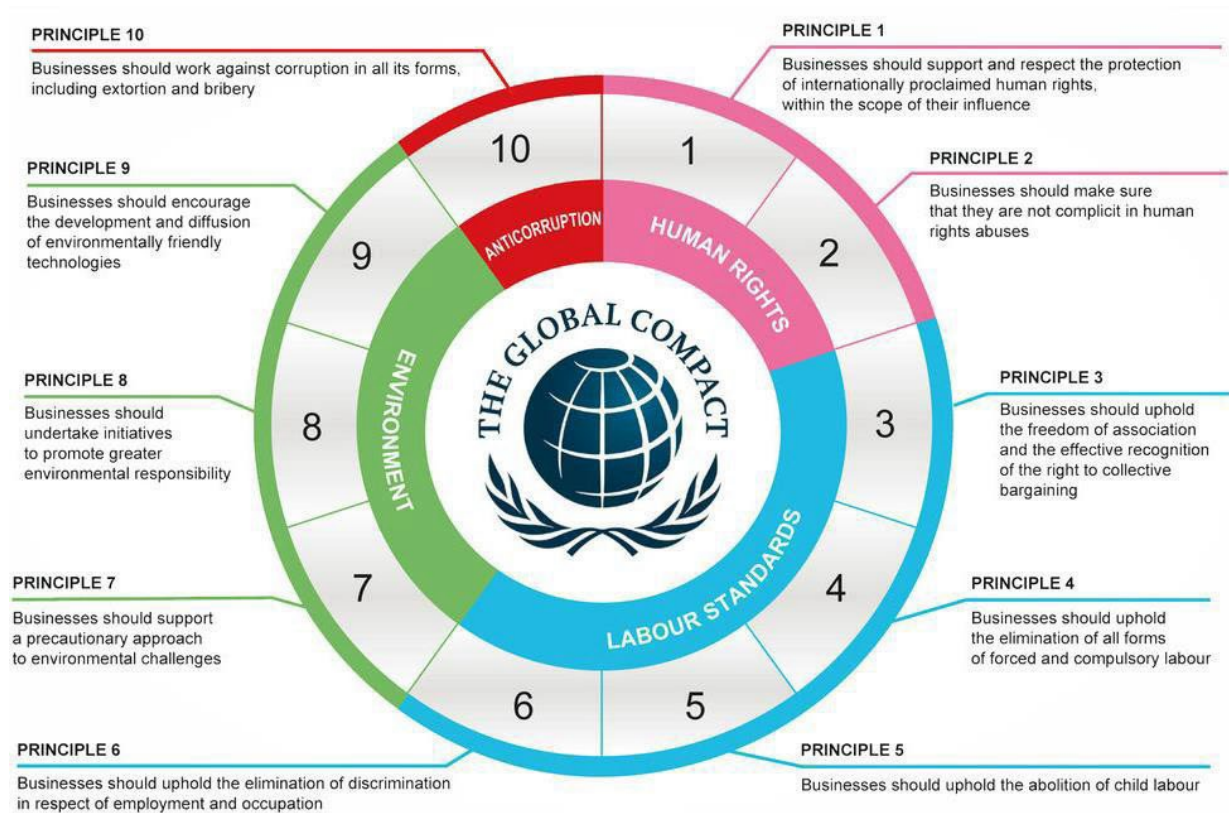 PRINCIPLE 10
Businesses should work against corruption in all its forms,
including extortion and bribery
PRINCIPLE 1
Businesses should support and respect the protection
of internationally proclaimed human rights,
within the scope of their influence
PRINCIPLE 9
Businesses should encourage
the development and diffusion
of environmentally friendly
technologies
PRINCIPLE 2
Businesses should make sure
that they are not complicit in human
rights abuses
PRINCIPLE 8
Businesses should
undertake initiatives
to promote greater
environmental responsibility
PRINCIPLE 3
Businesses should uphold
the freedom of association
and the effective recognition
of the right to collective
bargaining
PRINCIPLE 7
Businesses should support
a precautionary approach
to environmental challenges
PRINCIPLE 4
Businesses should uphold
the elimination of all forms
of forced and compulsory labour
PRINCIPLE 6
Businesses should uphold the elimination of discrimination
in respect of employment and occupation
PRINCIPLE 5
Businesses should uphold the abolition of child labour
10
1
9
2
8
3
7
4
6
5
ANTICORRUPTION
HUMAN RIGHTS
ENVIRONMENT
LABOUR STANDARDS
THE GLOBAL COMPACT